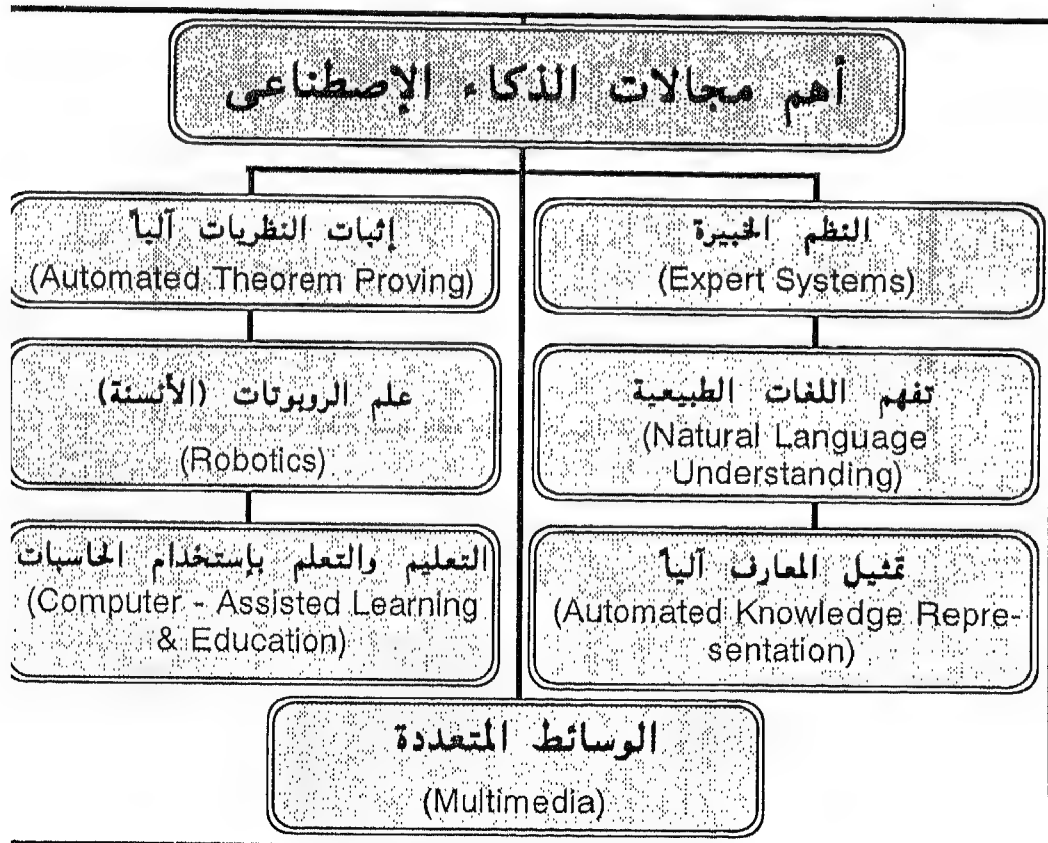 أهم مجالات الذكاء الإصطناعى
النظم الخبيرة
(Expert Systems)
إثبات النظريات آلياً
(Automated Theorem Proving)
تفهم اللغات الطبيعية
(Natural Language
Understanding)
علم الروبوتات (الأنسنة)
(Robotics)
تمثيل المعارف آلياً
(Automated Knowledge Repre-
sentation)
التعليم والتعلم بإستخدام الحاسبات
(Computer - Assisted Learning
& Education)
الوسائط المتعددة
(Multimedia)